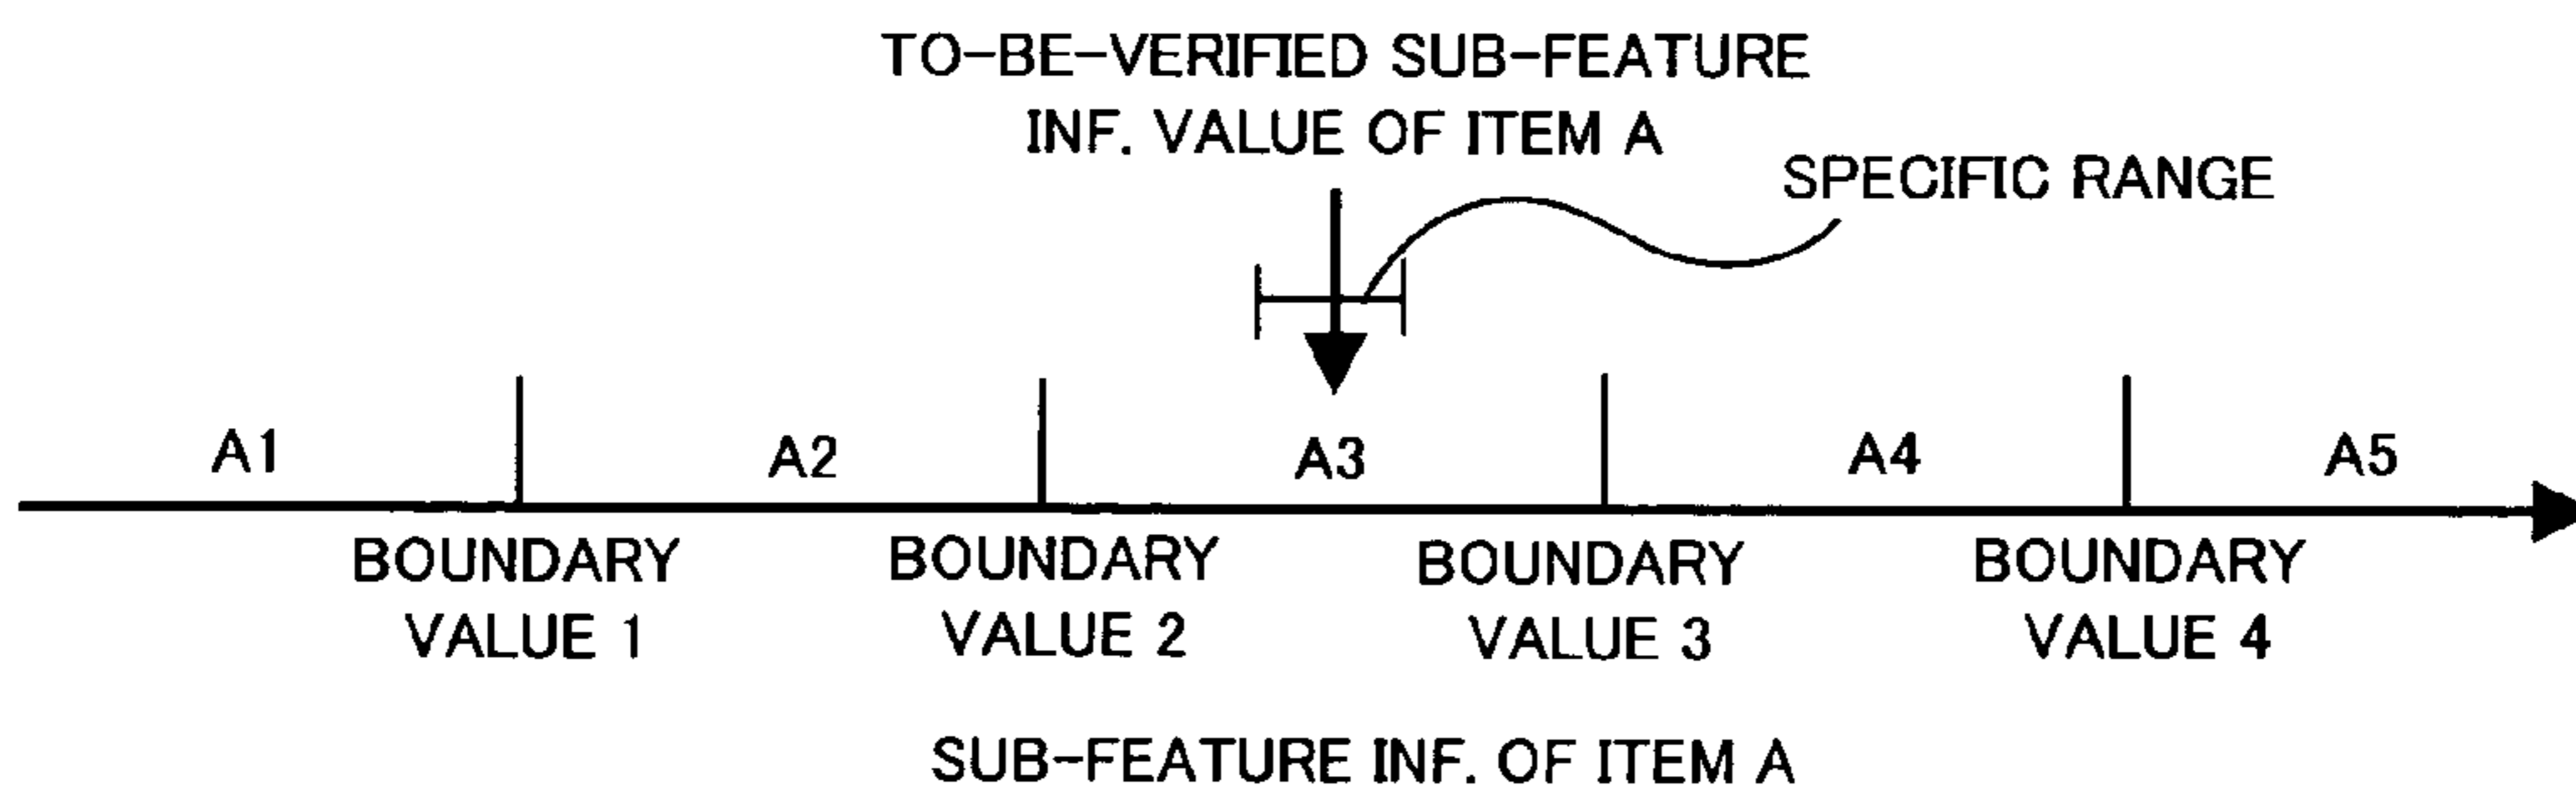 TO-BE-VERIFIED SUB-FEATURE
INF. VALUE OF ITEM A
SPECIFIC RANGE
A1
A2
A3
A4
A5
BOUNDARY
VALUE 1
BOUNDARY
VALUE 2
BOUNDARY
VALUE 3
BOUNDARY
VALUE 4
SUB-FEATURE INF. OF ITEM A